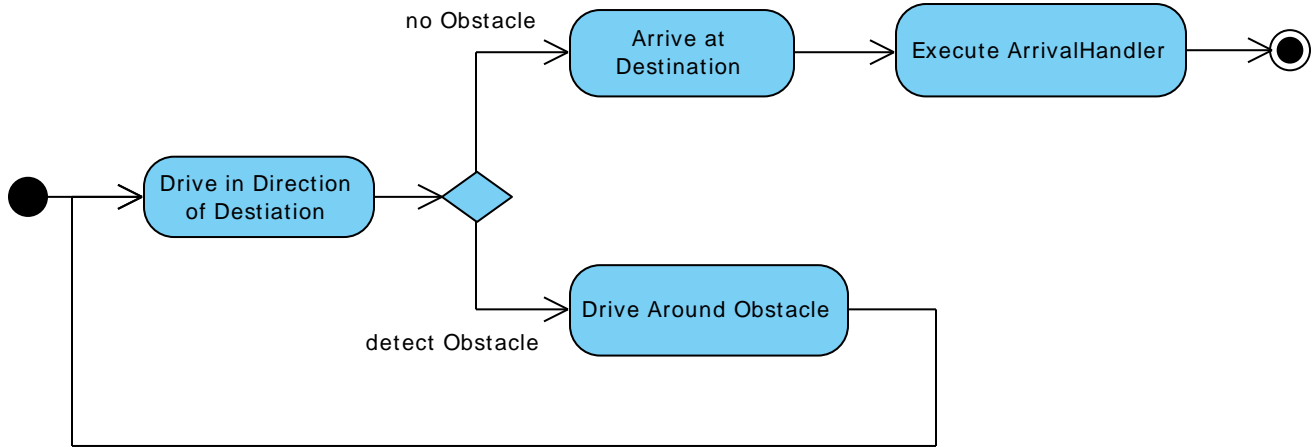 no Obstacle
Arrive at
Destination
Execute ArrivalHandler
Drive in Direction
of Destiation
Drive Around Obstacle
detect Obstacle